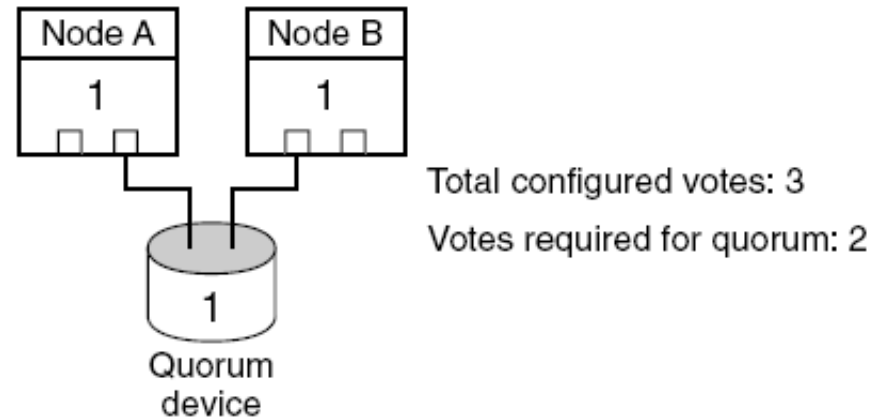 Node A
Node B
1
1
Total configured votes: 3
Votes required for quorum: 2
1
Quorum
device